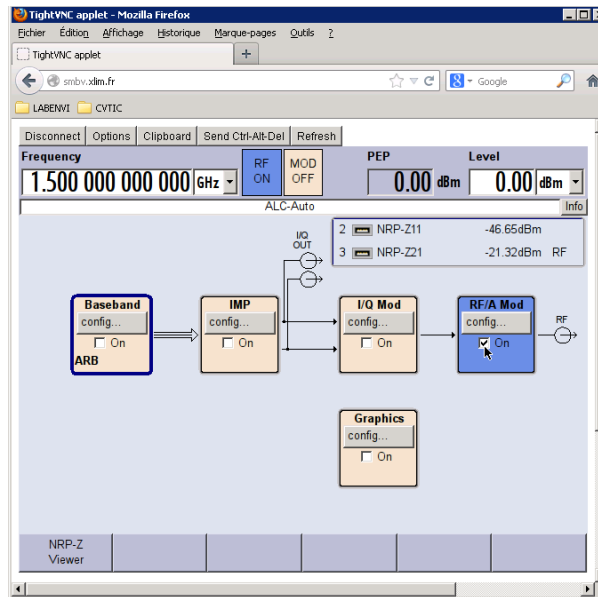 TightVNC applet - Mozilla Firefox
Fichier Édition Affichage Historique Marque-pages Outils ?
TightVNC applet +
smbv.xlim.fr Google
LABENVI CVTIC
Disconnect Options Clipboard Send Ctrl-Alt-Del Refresh
Frequency RF ON MOD OFF PEP Level
1.500 000 000 000 GHz 0.00 dBm 0.00 dBm
ALC-Auto Info
2 NRP-Z11 -46.65dBm
3 NRP-Z21 -21.32dBm RF
I/Q
OUT
Baseband IMP I/Q Mod RF/A Mod
config... config... config... config... RF
On On On On
ARB
Graphics
config...
On
NRP-Z
Viewer